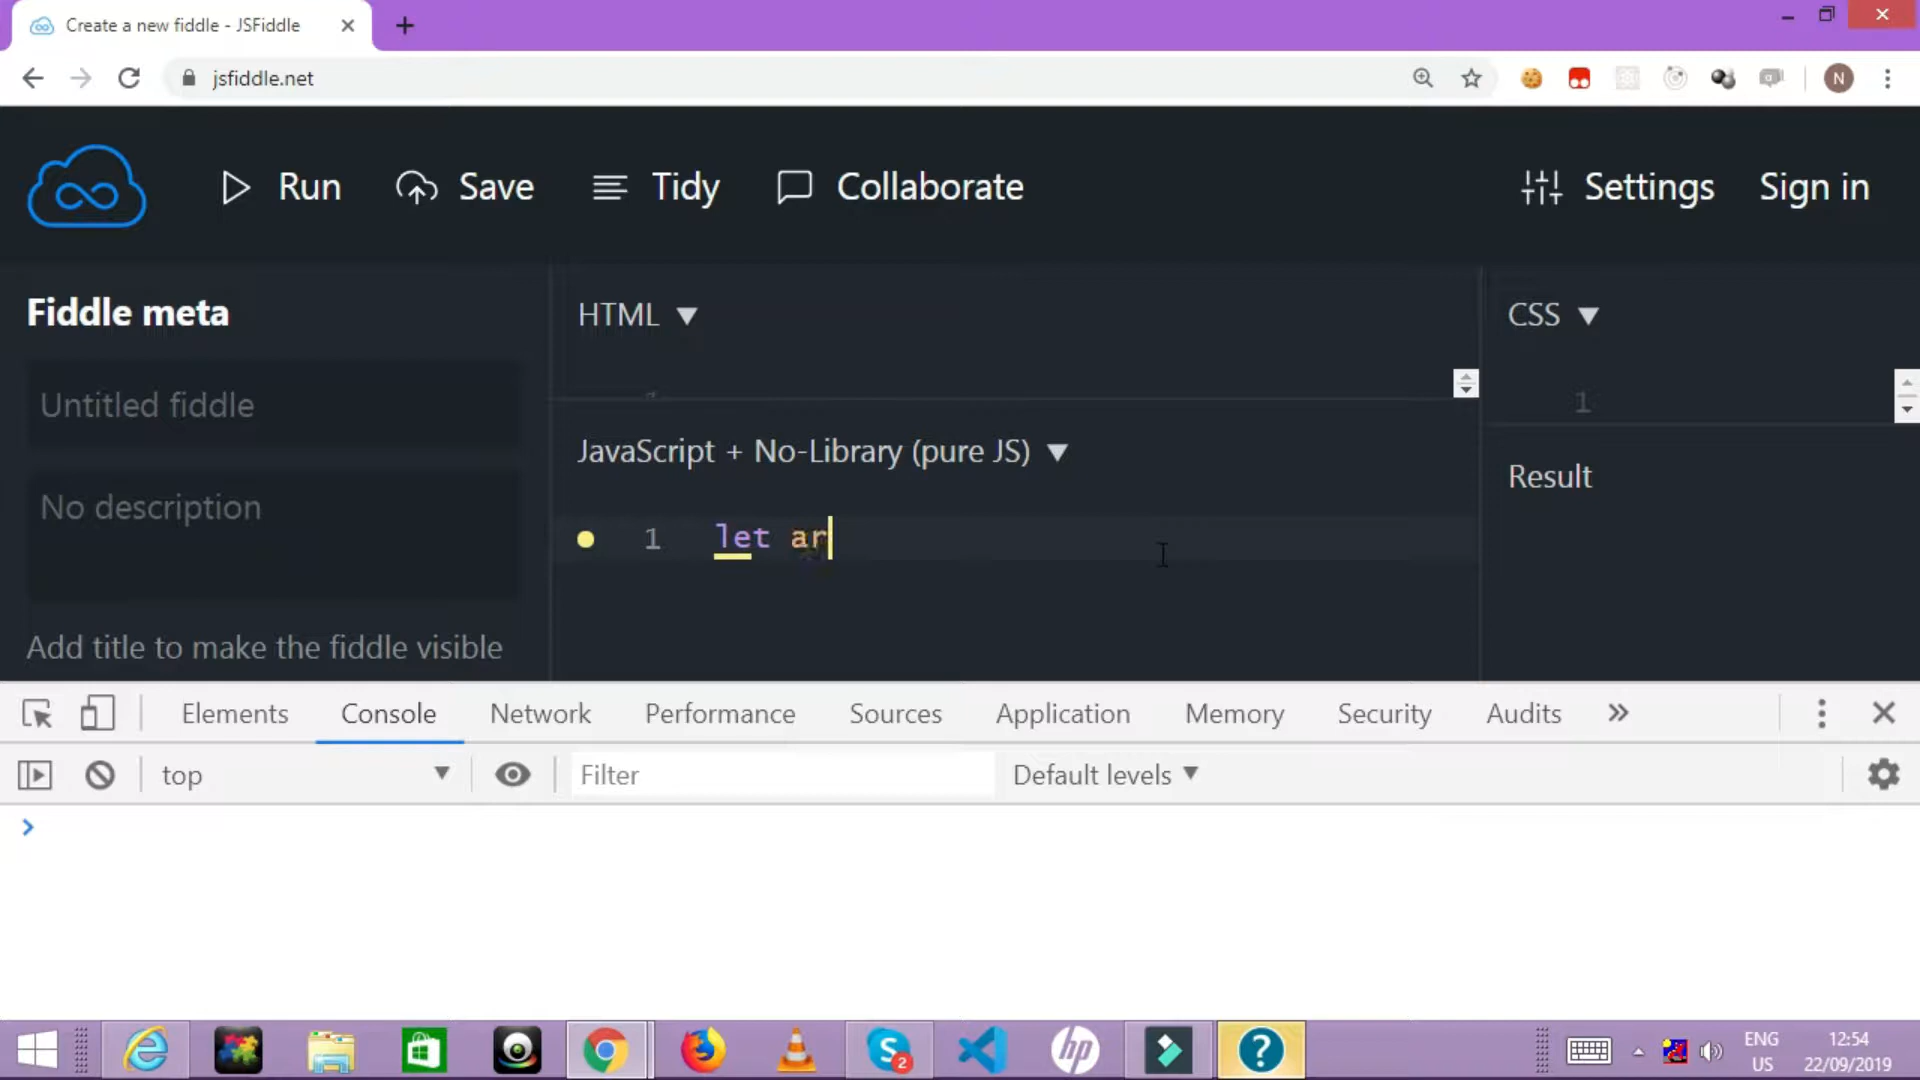 Create a new fiddle - JSFiddle
jsfiddle.net
N
Run
Save
Tidy
Collaborate
Settings
Sign in
Fiddle meta
Untitled fiddle
No description
Add title to make the fiddle visible
HTML
CSS
1
JavaScript + No-Library (pure JS)
1 let ar
Result
Elements
Console
Network
Performance
Sources
Application
Memory
Security
Audits
top
Filter
Default levels
S
2
hp
?
ENG
US
12:54
22/09/2019